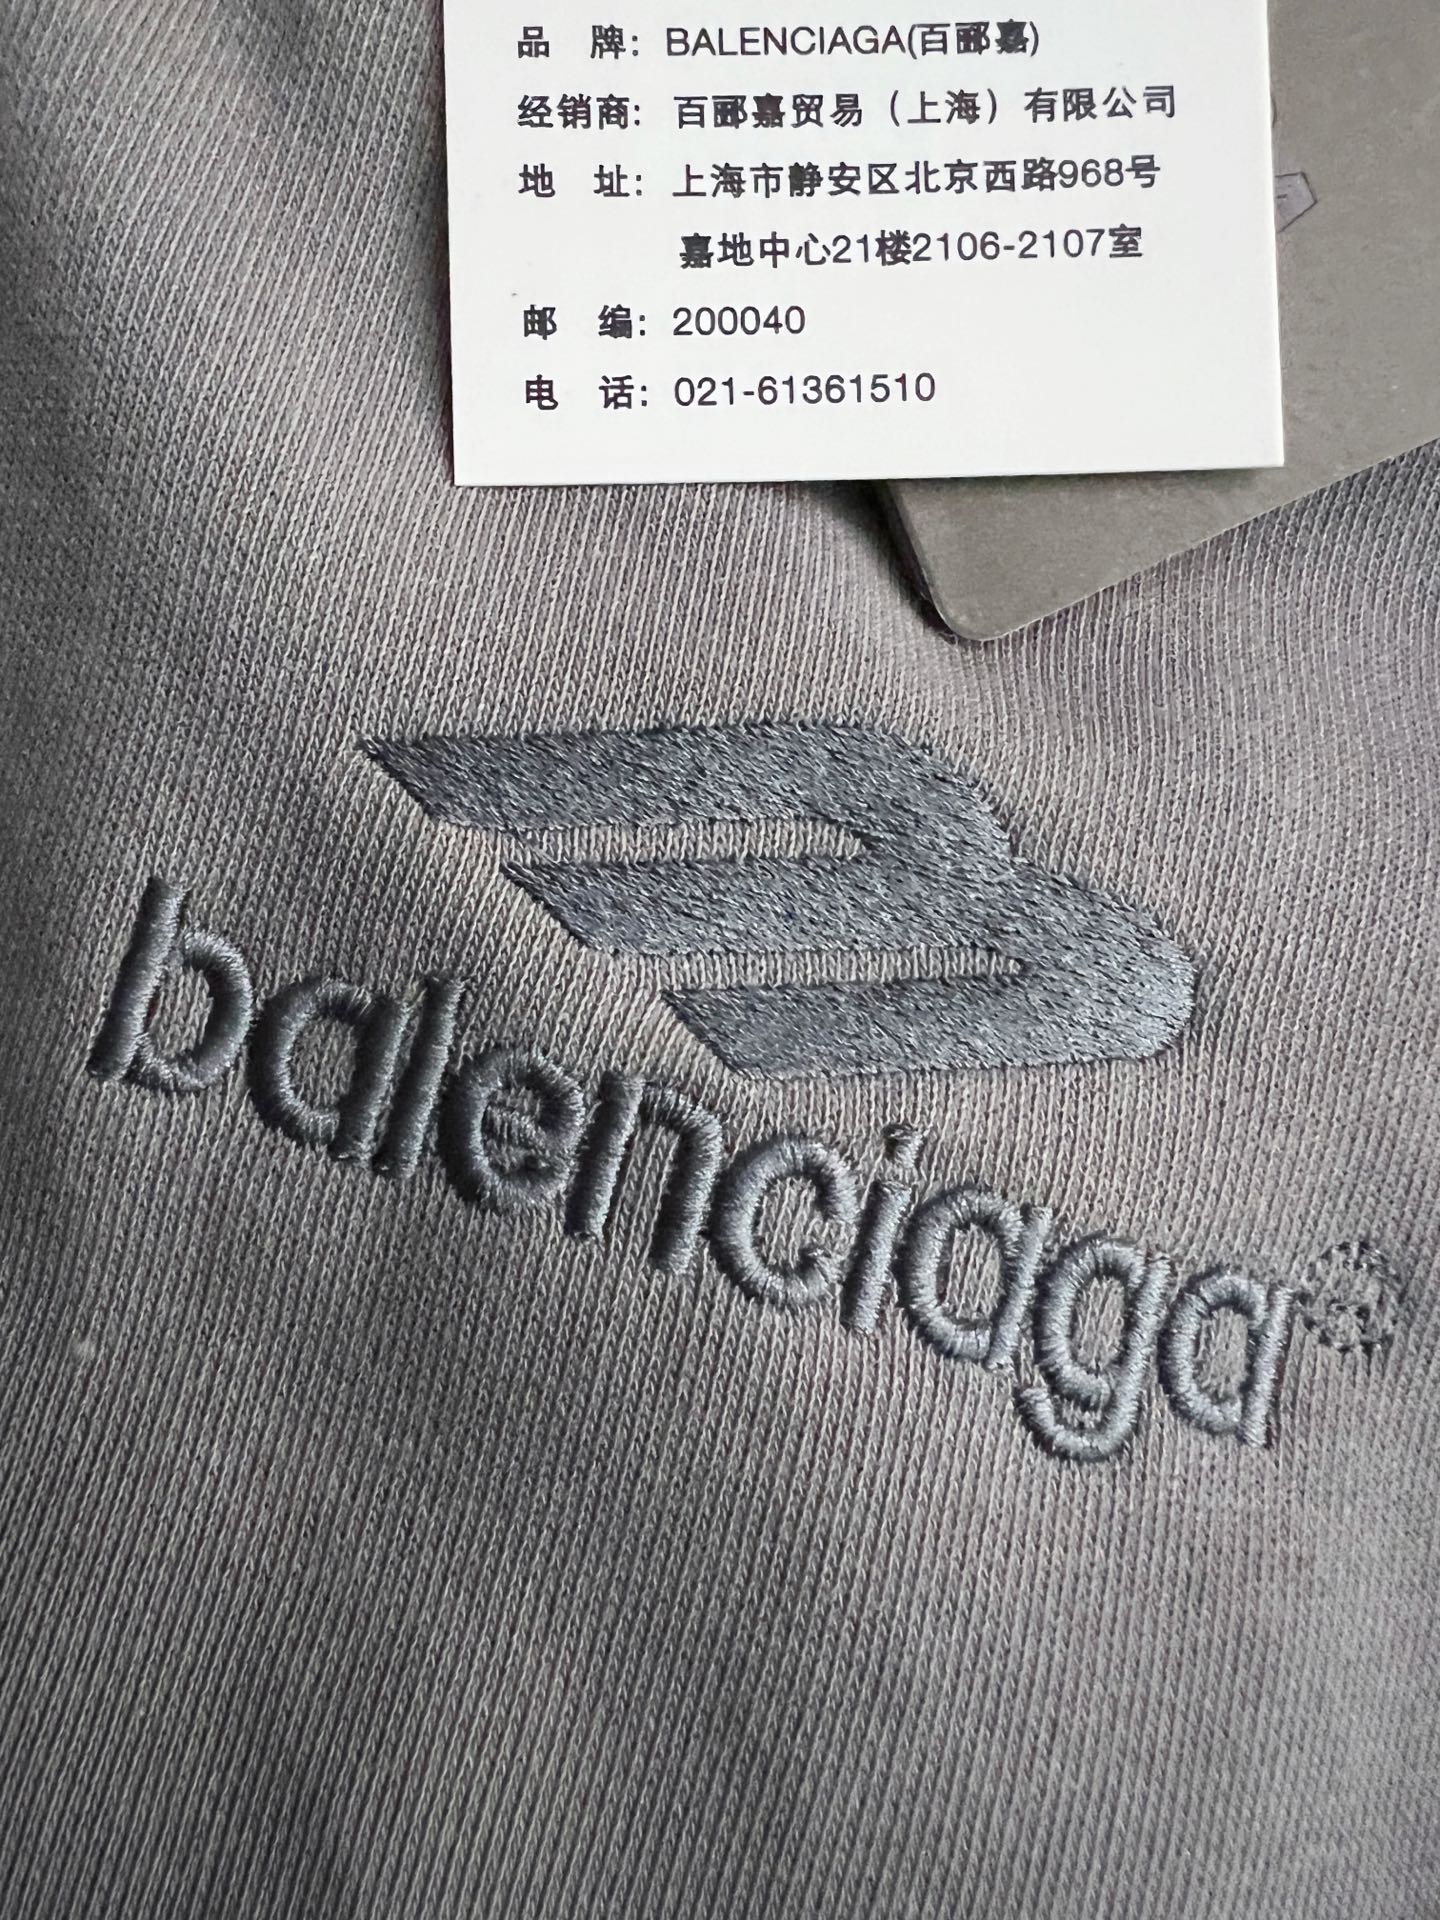 品 牌: BALENCIAGA(百郦嘉)
经销商: 百郦嘉贸易（上海）有限公司
地 址: 上海市静安区北京西路968号
嘉地中心21楼2106-2107室
邮 编: 200040
电 话: 021-61361510
balenciaga®